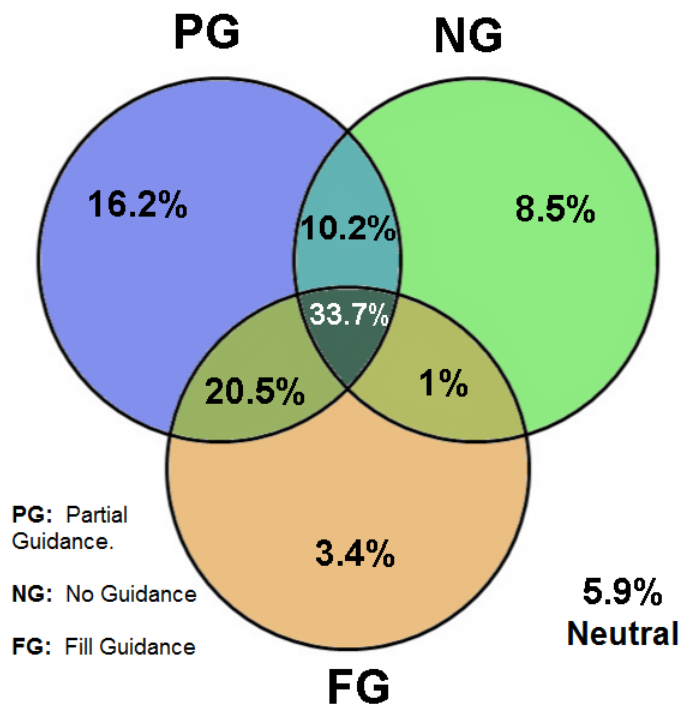 PG NG
16.2%
10.2%
8.5%
33.7%
20.5%
1%
PG: Partial
Guidance.
3.4%
NG: No Guidance
5.9%
Neutral
FG: Fill Guidance
FG